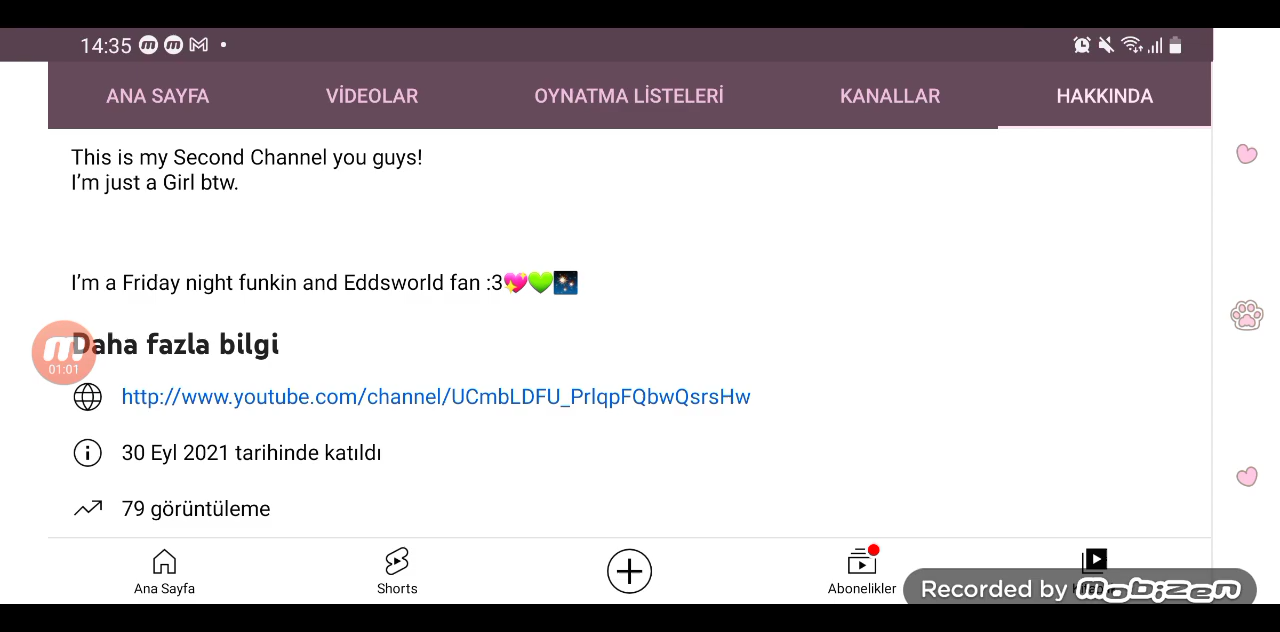 14:35
ANA SAYFA VİDEOLAR OYNATMA LİSTELERİ KANALLAR HAKKINDA
This is my Second Channel you guys!
I'm just a Girl btw.
I'm a Friday night funkin and Eddsworld fan :3💖💚🎇
Daha fazla bilgi
01:01
http://www.youtube.com/channel/UCmbLDFU_PrlqpFQbwQsrsHw
30 Eyl 2021 tarihinde katıldı
79 görüntüleme
Ana Sayfa Shorts Abonelikler
Recorded by mobizen